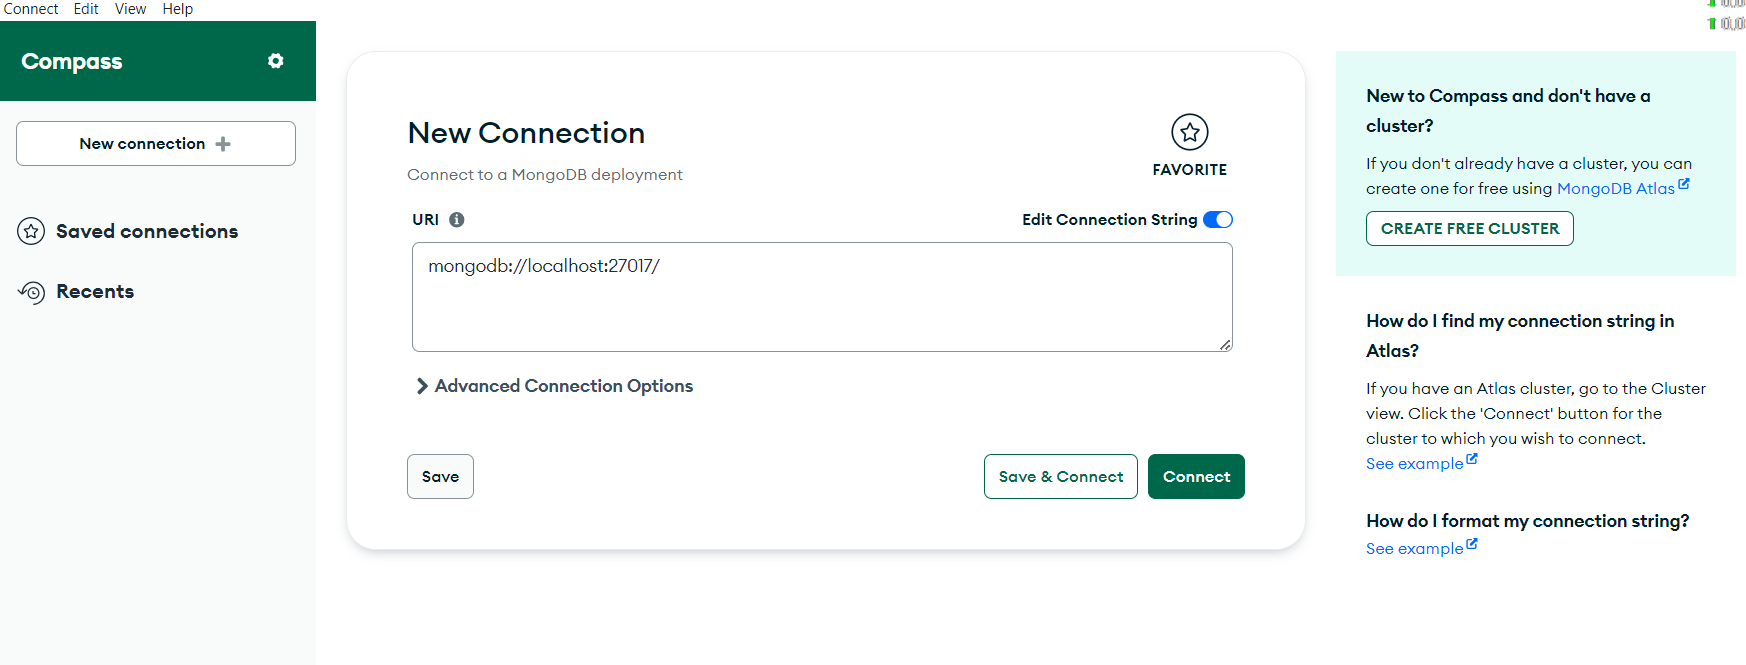 Connect Edit View Help
Compass
New connection
Saved connections
Recents
New Connection
Connect to a MongoDB deployment
FAVORITE
URI
Edit Connection String
mongodb://localhost:27017/
Advanced Connection Options
Save
Save & Connect
Connect
New to Compass and don't have a
cluster?
If you don't already have a cluster, you can
create one for free using MongoDB Atlas
CREATE FREE CLUSTER
How do I find my connection string in
Atlas?
If you have an Atlas cluster, go to the Cluster
view. Click the 'Connect' button for the
cluster to which you wish to connect.
See example
How do I format my connection string?
See example